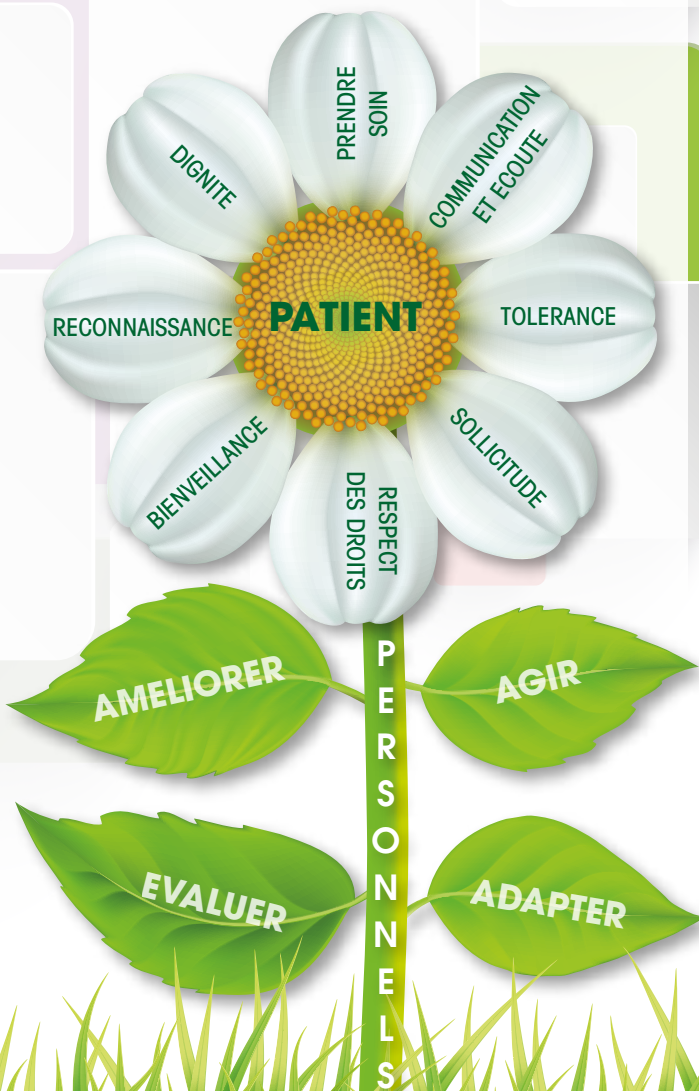 PRENDRE
SOIN
COMMUNICATION
ET ECOUTE
TOLERANCE
SOLLICITUDE
RESPECT
DES DROITS
BIENVEILLANCE
RECONNAISSANCE
DIGNITE
PATIENT
PERSONNELS
AMELIORER
AGIR
EVALUER
ADAPTER